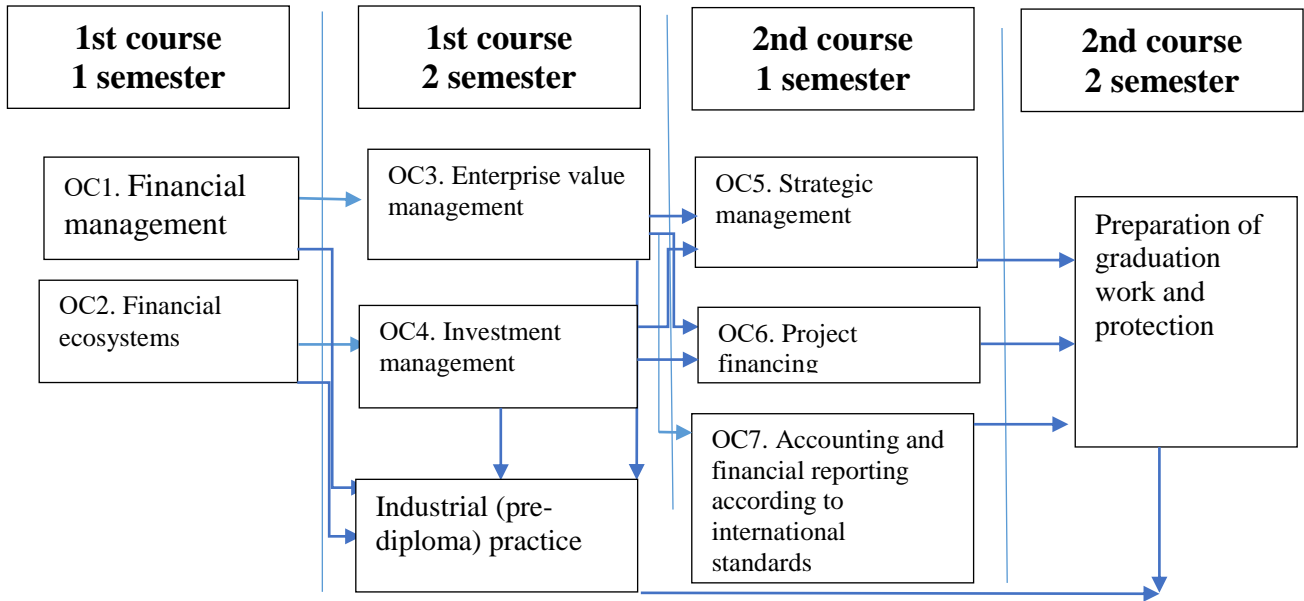 1st course
1 semester
1st course
2 semester
2nd course
1 semester
2nd course
2 semester
OC1. Financial
management
OC2. Financial
ecosystems
OC3. Enterprise value
management
OC4. Investment
management
Industrial (pre-
diploma) practice
OC5. Strategic
management
OC6. Project
financing
OC7. Accounting and
financial reporting
according to
international
standards
Preparation of
graduation
work and
protection